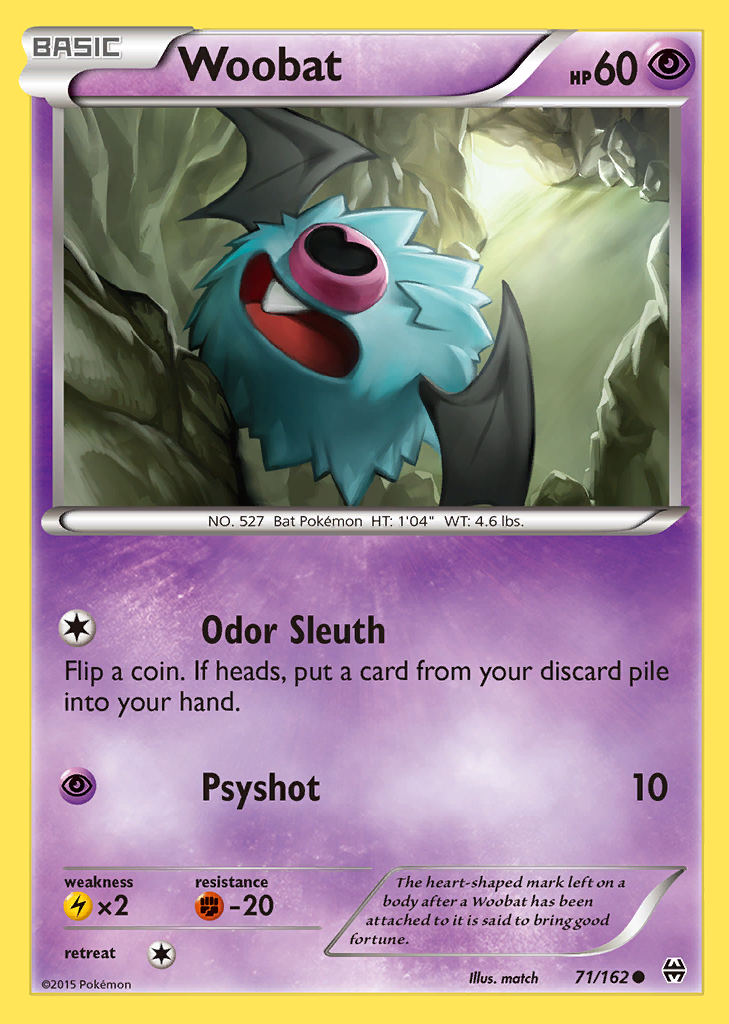 BASIC
Woobat
HP60
NO. 527 Bat Pokémon HT: 1'04" WT: 4.6 lbs.
Odor Sleuth
Flip a coin. If heads, put a card from your discard pile
into your hand.
Psyshot 10
weakness
×2
resistance
-20
retreat
The heart-shaped mark left on a
body after a Woobat has been
attached to it is said to bring good
fortune.
©2015 Pokémon
Illus. match
71/162